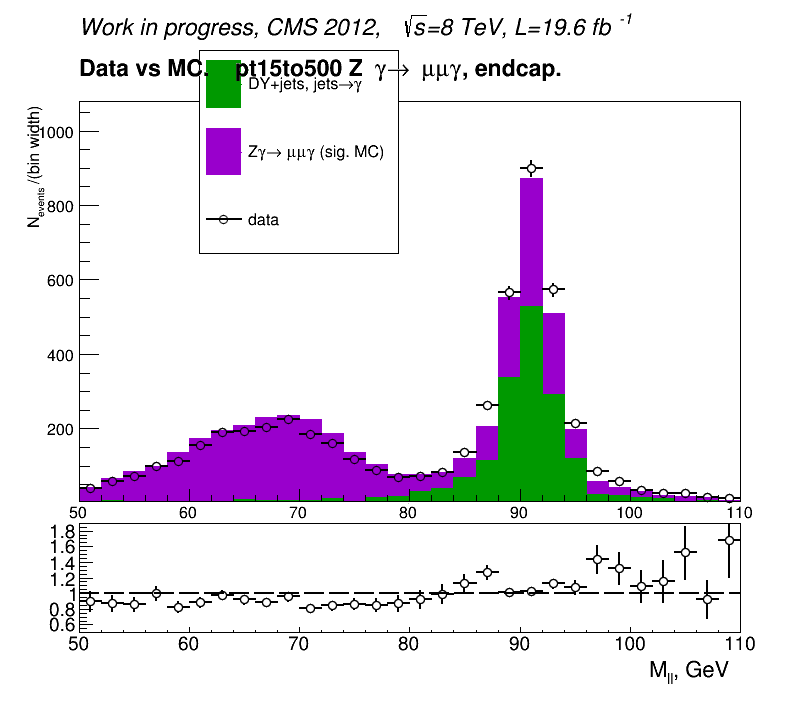 Work in progress, CMS 2012, √s=8 TeV, L=19.6 fb -1
Data vs MC. pt15to500 Z γ→ μμγ, endcap.
DY+jets, jets→γ
Zγ→ μμγ (sig. MC)
data
N events /(bin width)
1000
800
600
400
200
50 60 70 80 90 100 110
1.8
1.6
1.4
1.2
1
0.8
0.6
50 60 70 80 90 100 110
M ll, GeV